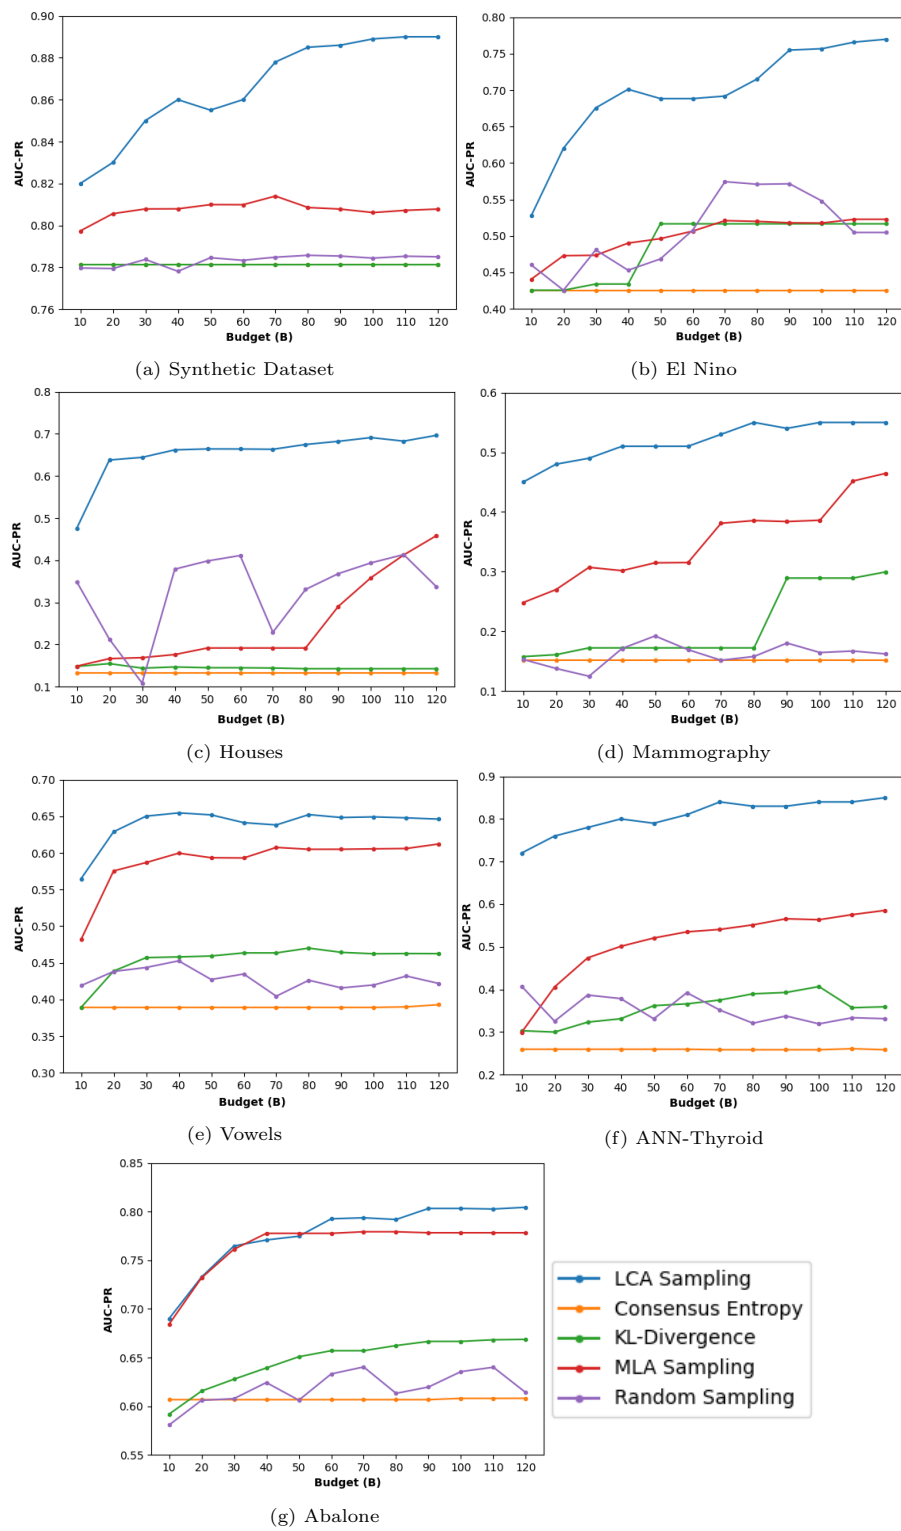 0.90
0.88
0.86
0.84
0.82
0.80
0.78
0.76
AUC-PR
10 20 30 40 50 60 70 80 90 100 110 120
Budget (B)
(a) Synthetic Dataset
0.80
0.75
0.70
0.65
0.60
0.55
0.50
0.45
0.40
AUC-PR
10 20 30 40 50 60 70 80 90 100 110 120
Budget (B)
(b) El Nino
0.8
0.7
0.6
0.5
0.4
0.3
0.2
0.1
AUC-PR
10 20 30 40 50 60 70 80 90 100 110 120
Budget (B)
(c) Houses
0.6
0.5
0.4
0.3
0.2
0.1
AUC-PR
10 20 30 40 50 60 70 80 90 100 110 120
Budget (B)
(d) Mammography
0.70
0.65
0.60
0.55
0.50
0.45
0.40
0.35
0.30
AUC-PR
10 20 30 40 50 60 70 80 90 100 110 120
Budget (B)
(e) Vowels
0.9
0.8
0.7
0.6
0.5
0.4
0.3
0.2
AUC-PR
10 20 30 40 50 60 70 80 90 100 110 120
Budget (B)
(f) ANN-Thyroid
0.85
0.80
0.75
0.70
0.65
0.60
0.55
AUC-PR
10 20 30 40 50 60 70 80 90 100 110 120
Budget (B)
(g) Abalone
LCA Sampling
Consensus Entropy
KL-Divergence
MLA Sampling
Random Sampling